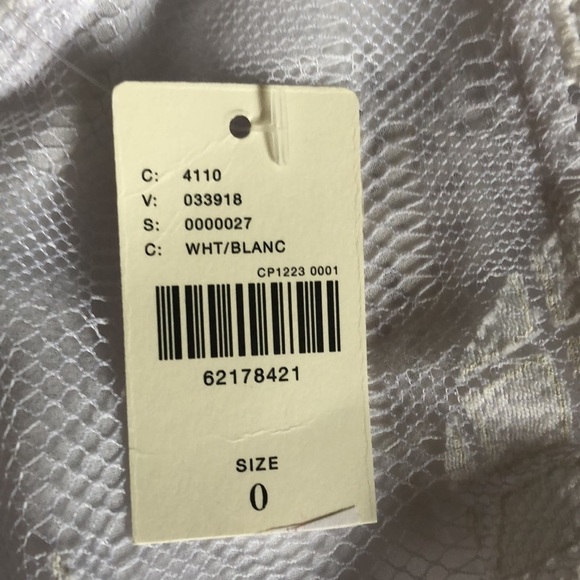 C: 4110
V: 033918
S: 0000027
C: WHT/BLANC
CP1223 0001
62178421
SIZE
0